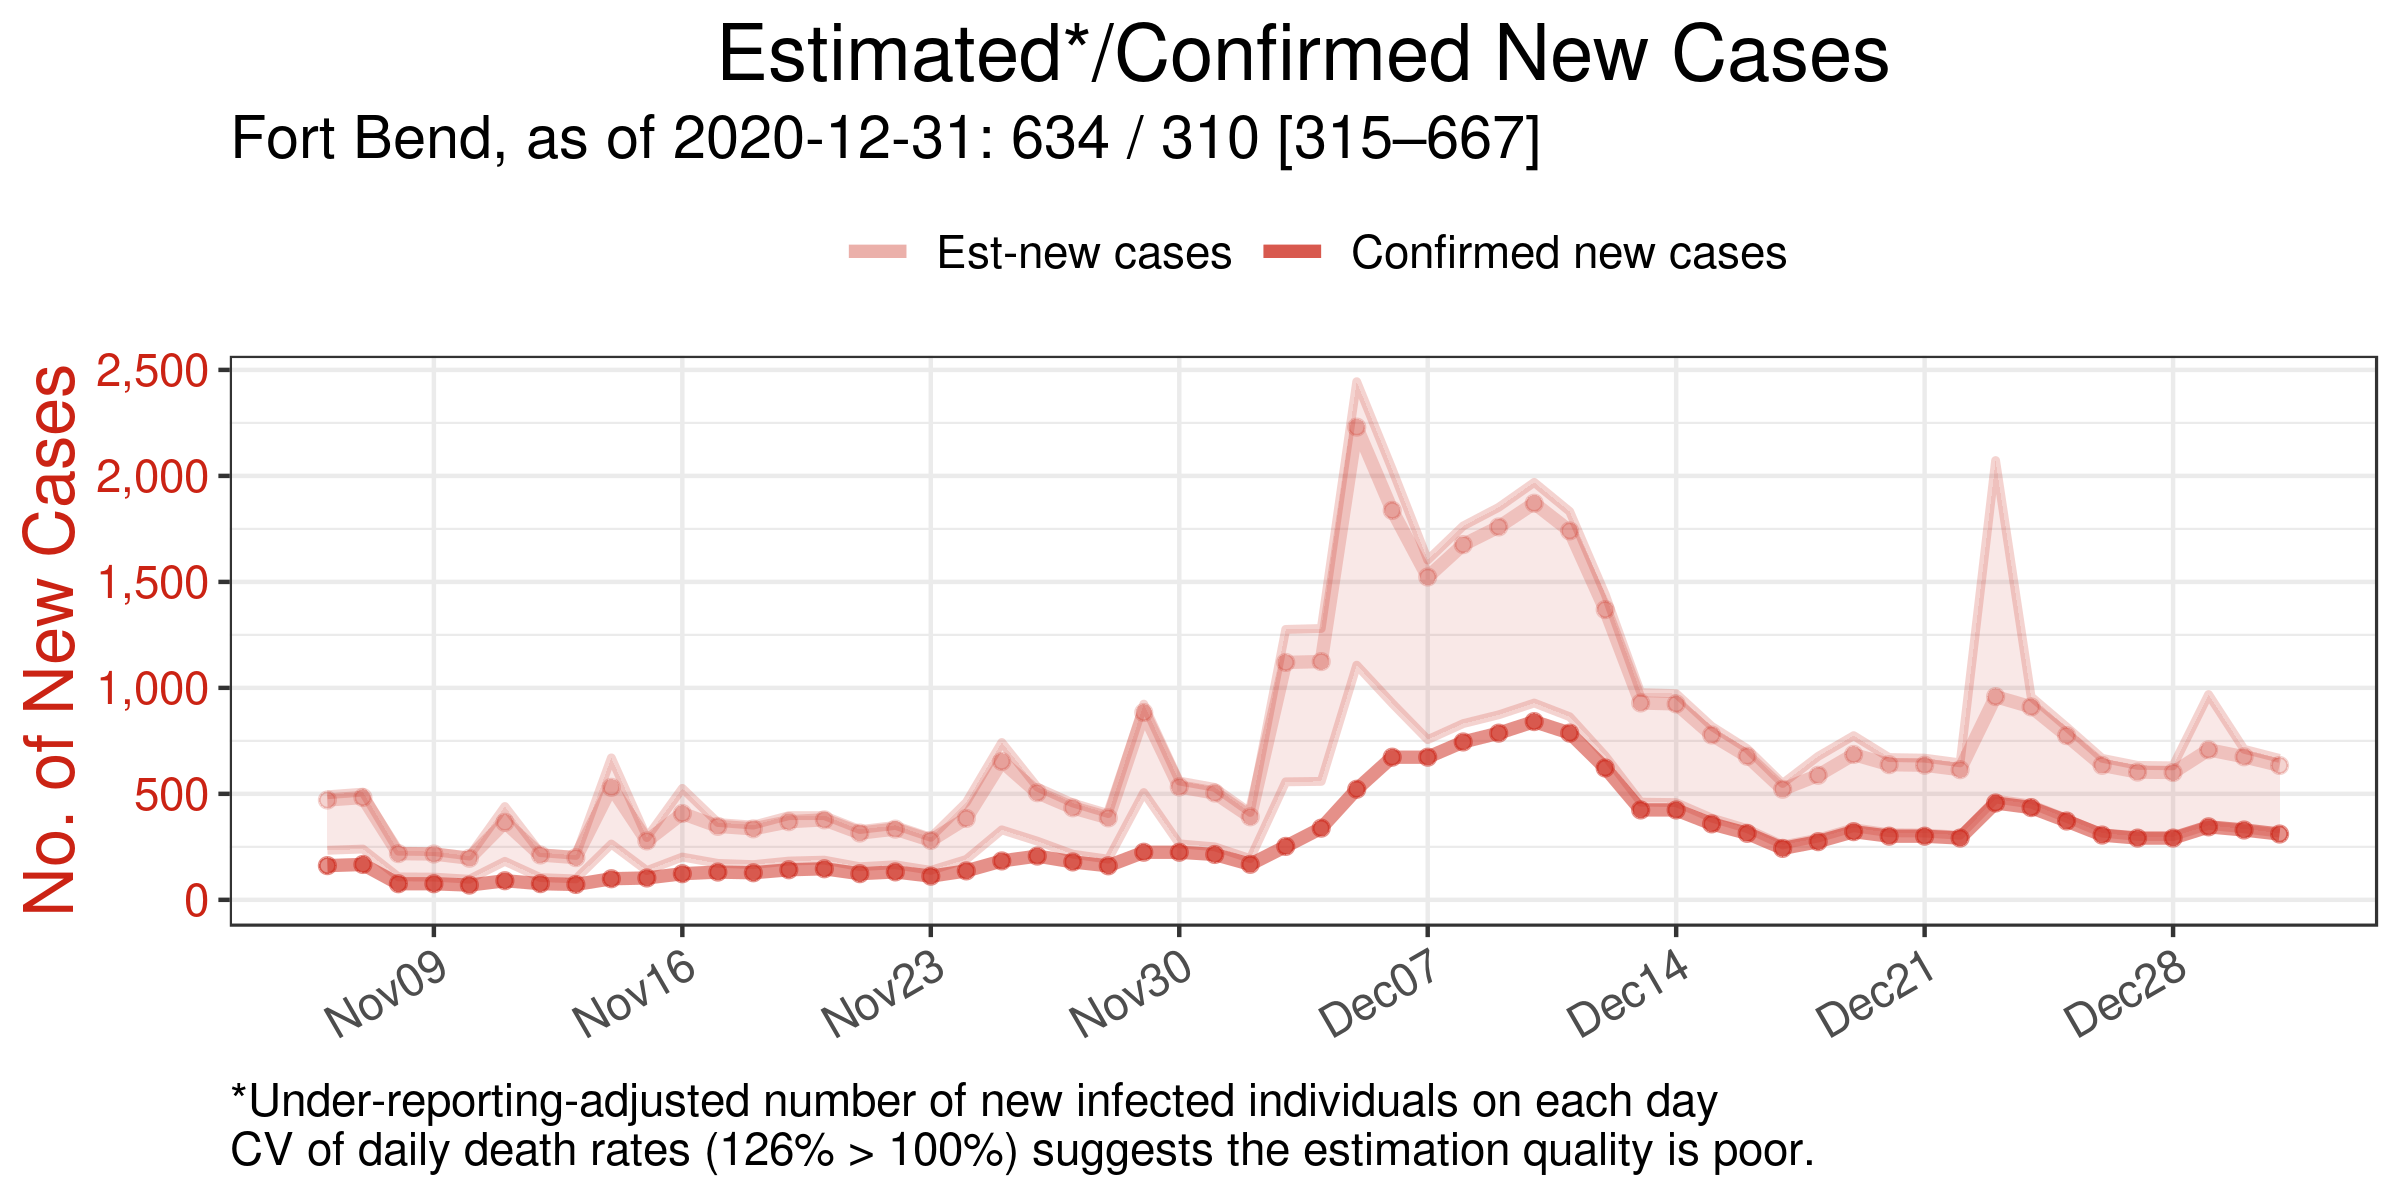 Estimated*/Confirmed New Cases
Fort Bend, as of 2020-12-31: 634 / 310 [315–667]
Est-new cases
Confirmed new cases
No. of New Cases
2,500
2,000
1,500
1,000
500
0
Nov09
Nov16
Nov23
Nov30
Dec07
Dec14
Dec21
Dec28
*Under-reporting-adjusted number of new infected individuals on each day
CV of daily death rates (126% > 100%) suggests the estimation quality is poor.